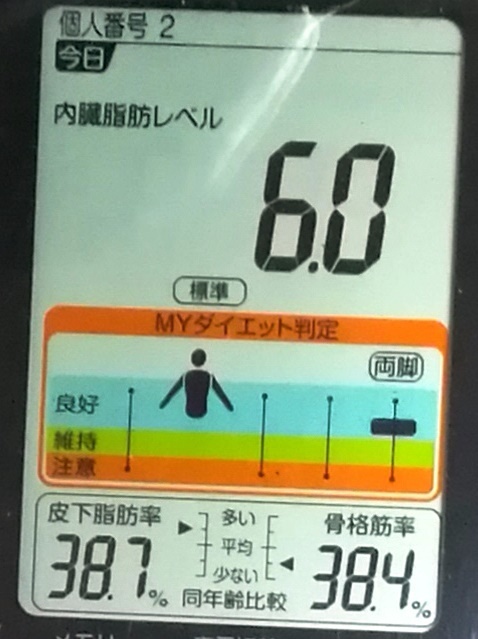 個人番号 2
今日
内臓脂肪レベル
6.0
標準
MYダイエット判定
両脚
良好
維持
注意
皮下脂肪率
38.7%
多い
平均
少ない
同年齢比較
骨格筋率
38.4%